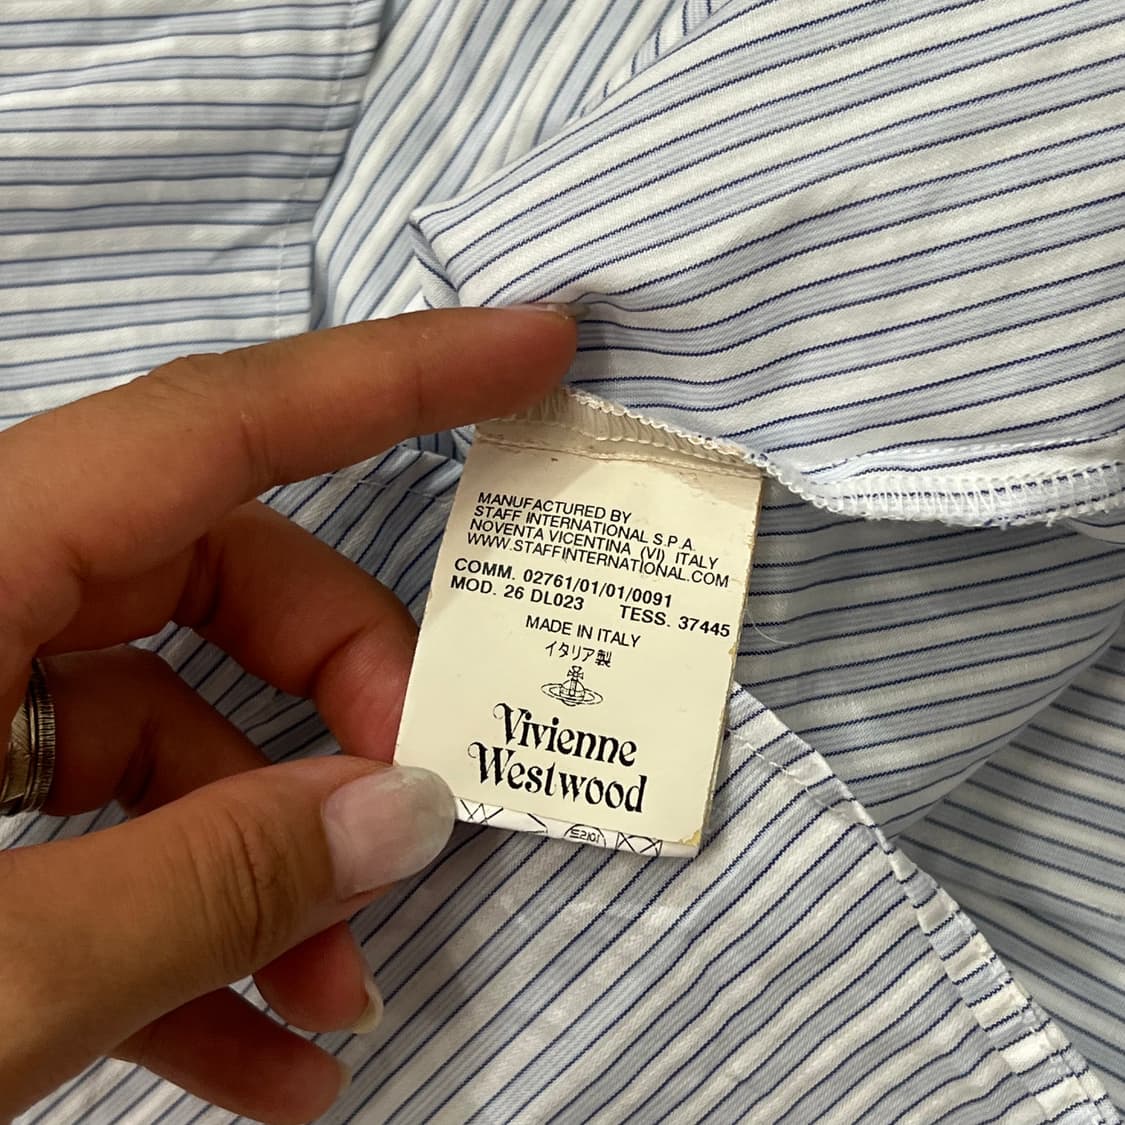 MANUFACTURED BY
STAFF INTERNATIONAL S.P.A.
NOVENTA VICENTINA (VI) ITALY
WWW.STAFFINTERNATIONAL.COM
COMM. 02761/01/01/0091
MOD. 26 DL023 TESS. 37445
MADE IN ITALY
イタリア製
Vivienne
Westwood